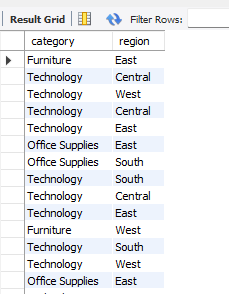 Result Grid Filter Rows:
category region
Furniture East
Technology Central
Technology West
Technology Central
Technology East
Office Supplies East
Office Supplies South
Technology South
Technology Central
Technology East
Furniture West
Technology South
Technology West
Office Supplies East